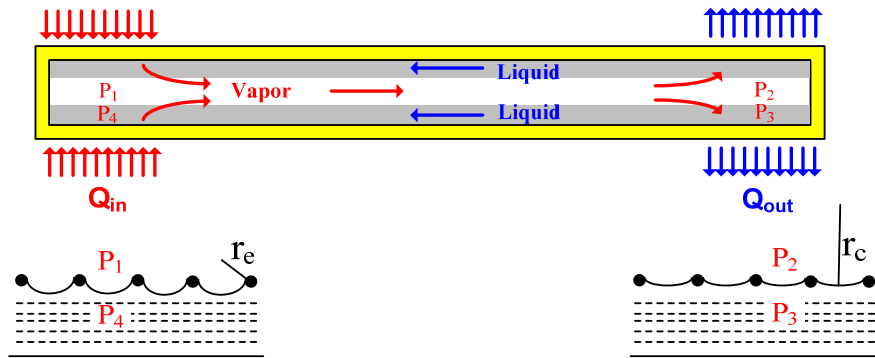 Liquid
P1 Vapor P2
P4 Liquid P3
Qin Qout
P1 re P2 rc
P4 P3